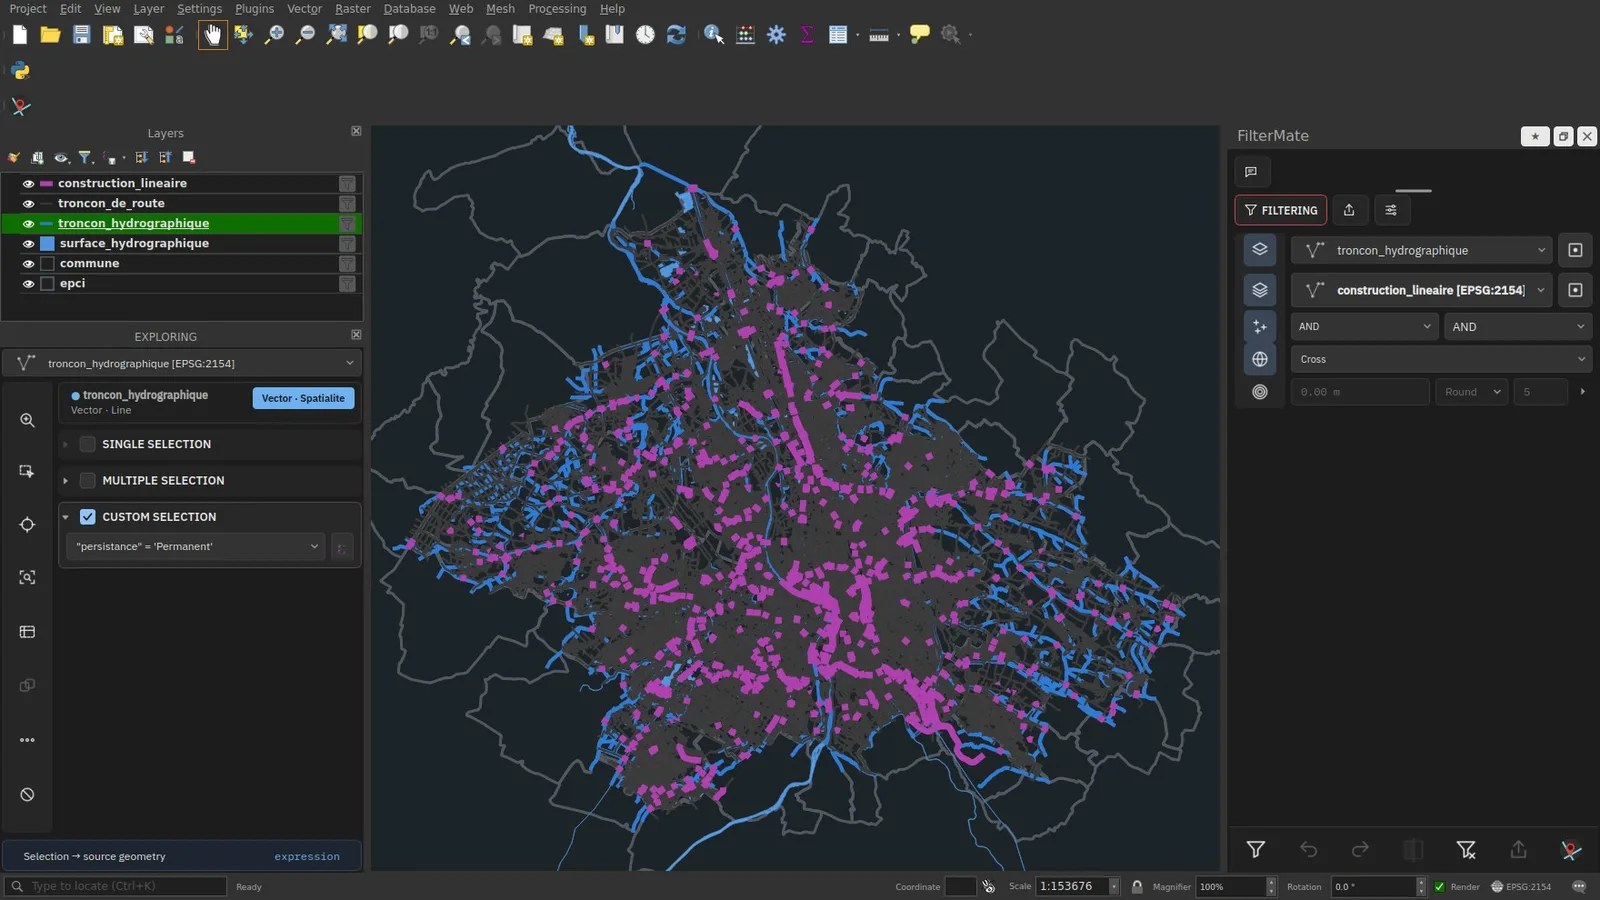 Project Edit View Layer Settings Plugins Vector Raster Database Web Mesh Processing Help
Layers
construction_lineaire
troncon_de_route
troncon_hydrographique
surface_hydrographique
commune
epci
EXPLORING
troncon_hydrographique [EPSG:2154]
troncon_hydrographique
Vector · Line
Vector · Spatialite
SINGLE SELECTION
MULTIPLE SELECTION
CUSTOM SELECTION
"persistance" = 'Permanent'
Selection → source geometry expression
FilterMate
FILTERING
troncon_hydrographique
construction_lineaire [EPSG:2154]
AND AND
Cross
0.00 m Round 5
Type to locate (Ctrl+K) Ready Coordinate Scale 1:153676 Magnifier 100% Rotation 0.0 ° Render EPSG:2154